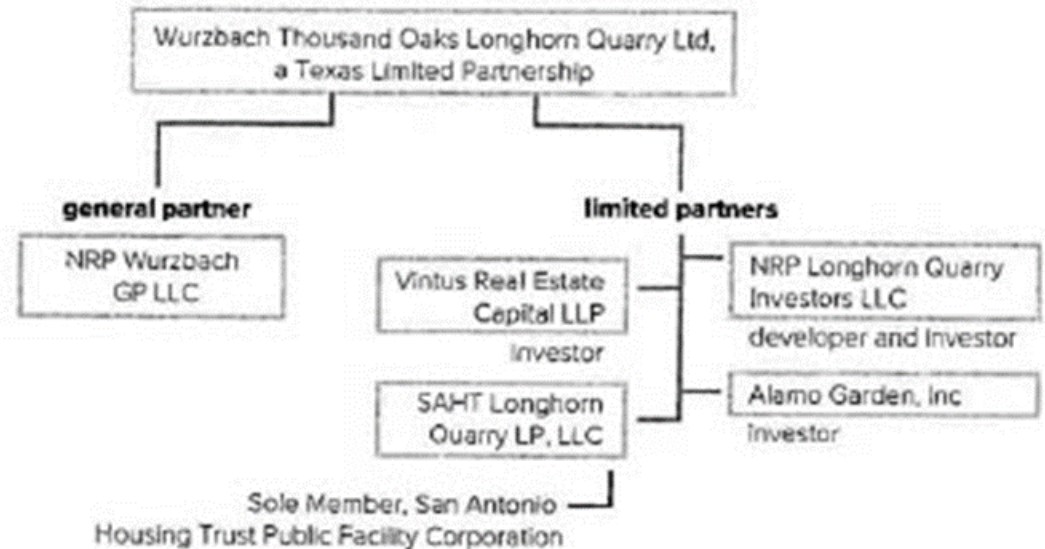 Wurzbach Thousand Oaks Longhorn Quarry Ltd,
a Texas Limited Partnership
general partner
NRP Wurzbach
GP LLC
limited partners
Vintus Real Estate
Capital LLP
Investor
NRP Longhorn Quarry
Investors LLC
developer and Investor
SAHT Longhorn
Quarry LP, LLC
Alamo Garden, Inc
Investor
Sole Member, San Antonio
Housing Trust Public Facility Corporation